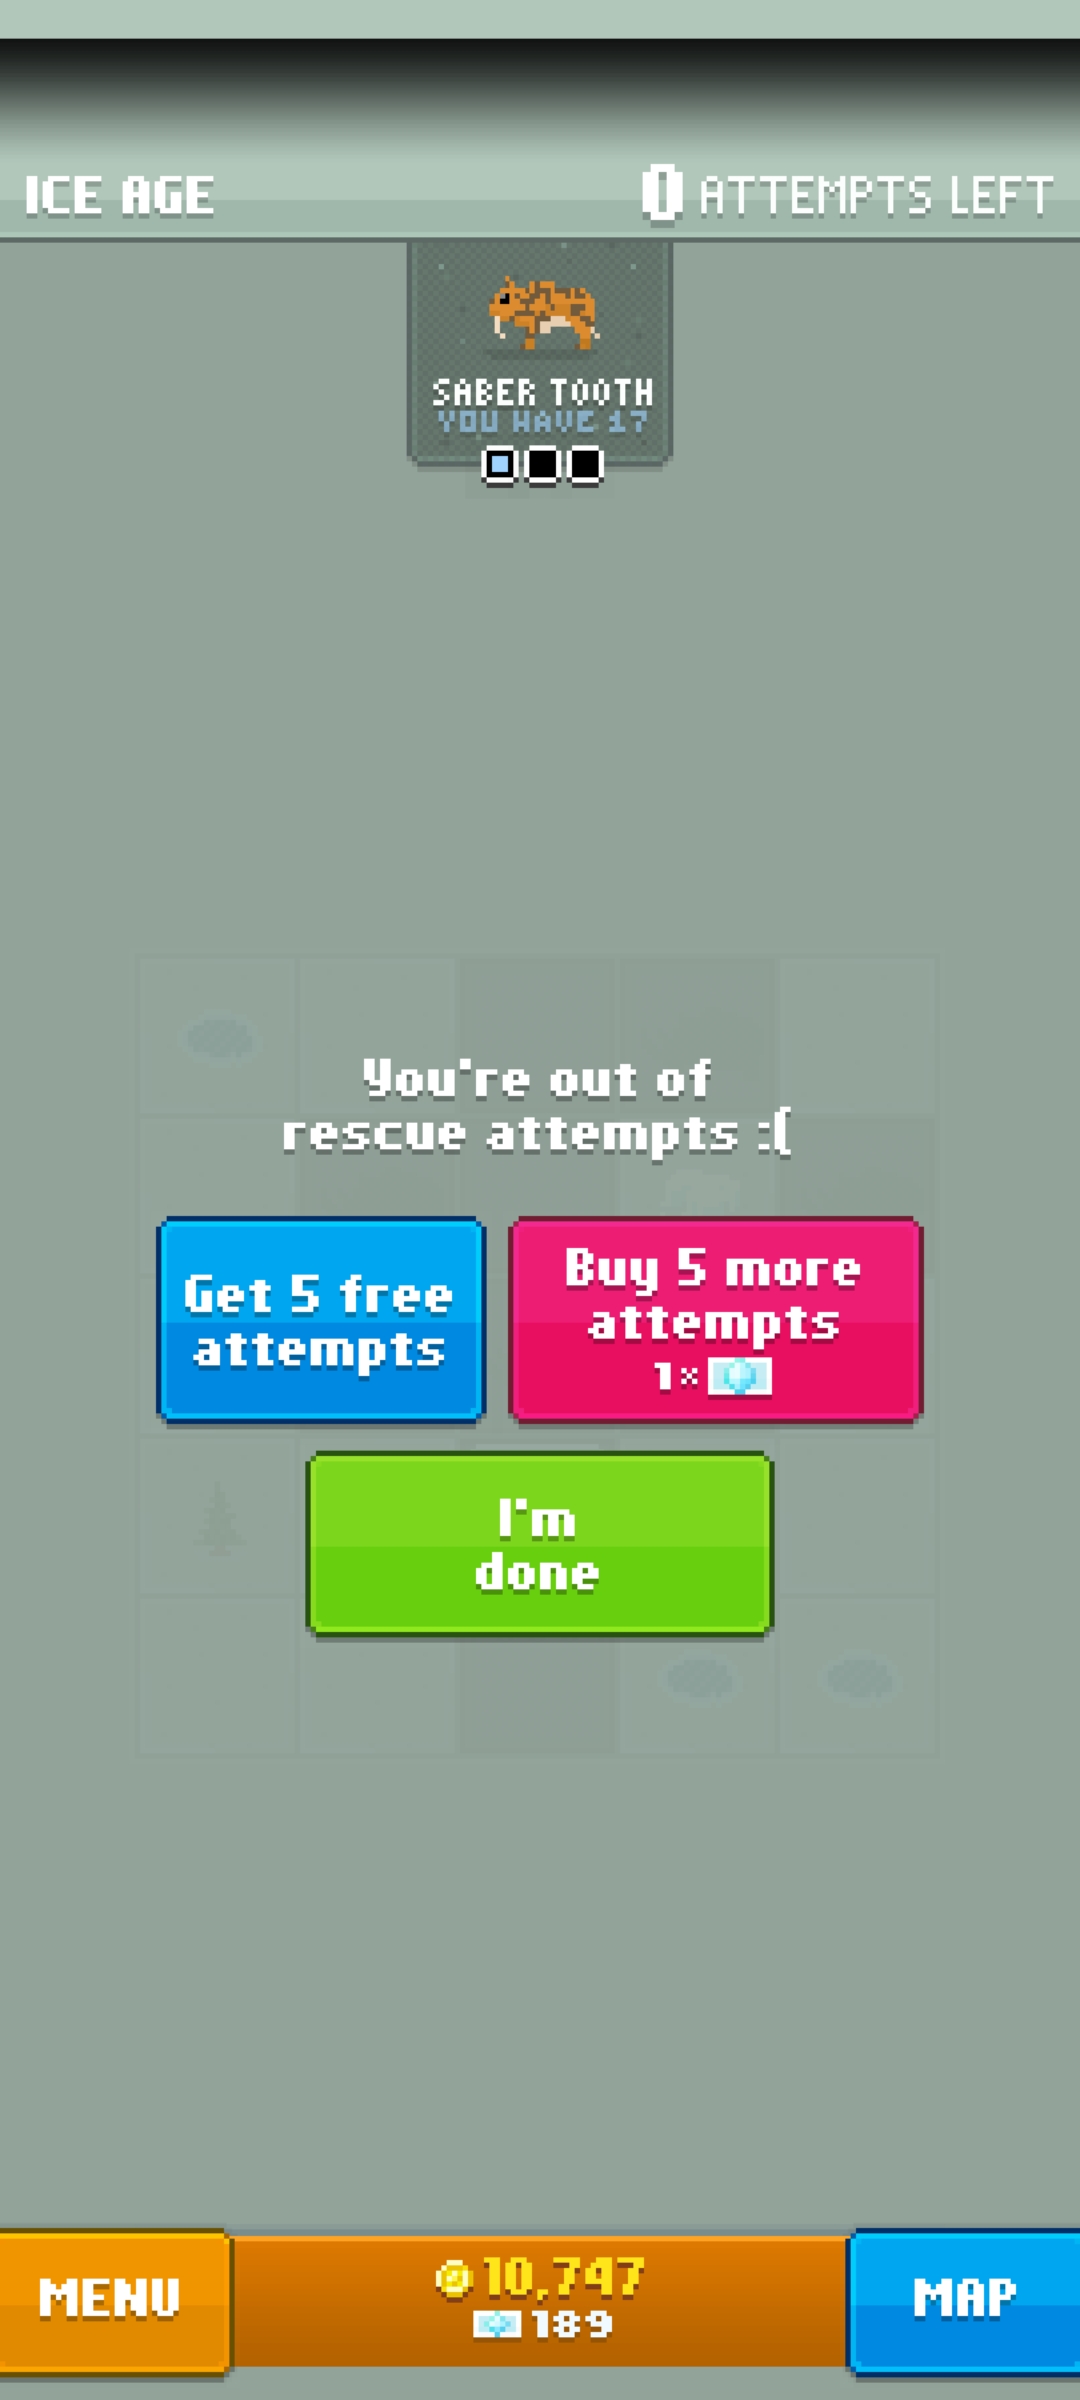 ICE AGE
0 ATTEMPTS LEFT
SABER TOOTH
YOU HAVE 17
You're out of
rescue attempts :(
Get 5 free
attempts
Buy 5 more
attempts
1×
I'm
done
MENU
10,747
189
MAP